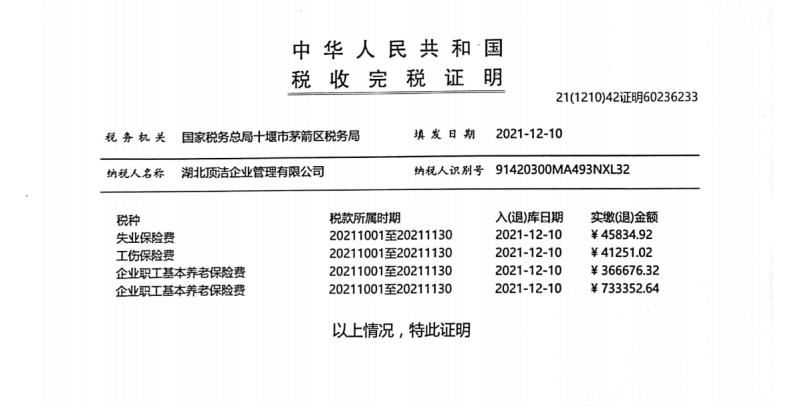 中华人民共和国
税收完税证明
21(1210)42证明60236233
税务机关 国家税务总局十堰市茅箭区税务局 填发日期 2021-12-10
纳税人名称 湖北顶洁企业管理有限公司 纳税人识别号 91420300MA493NXL32
税种 税款所属时期 入(退)库日期 实缴(退)金额
失业保险费 20211001至20211130 2021-12-10 ¥45834.92
工伤保险费 20211001至20211130 2021-12-10 ¥41251.02
企业职工基本养老保险费 20211001至20211130 2021-12-10 ¥366676.32
企业职工基本养老保险费 20211001至20211130 2021-12-10 ¥733352.64
以上情况，特此证明